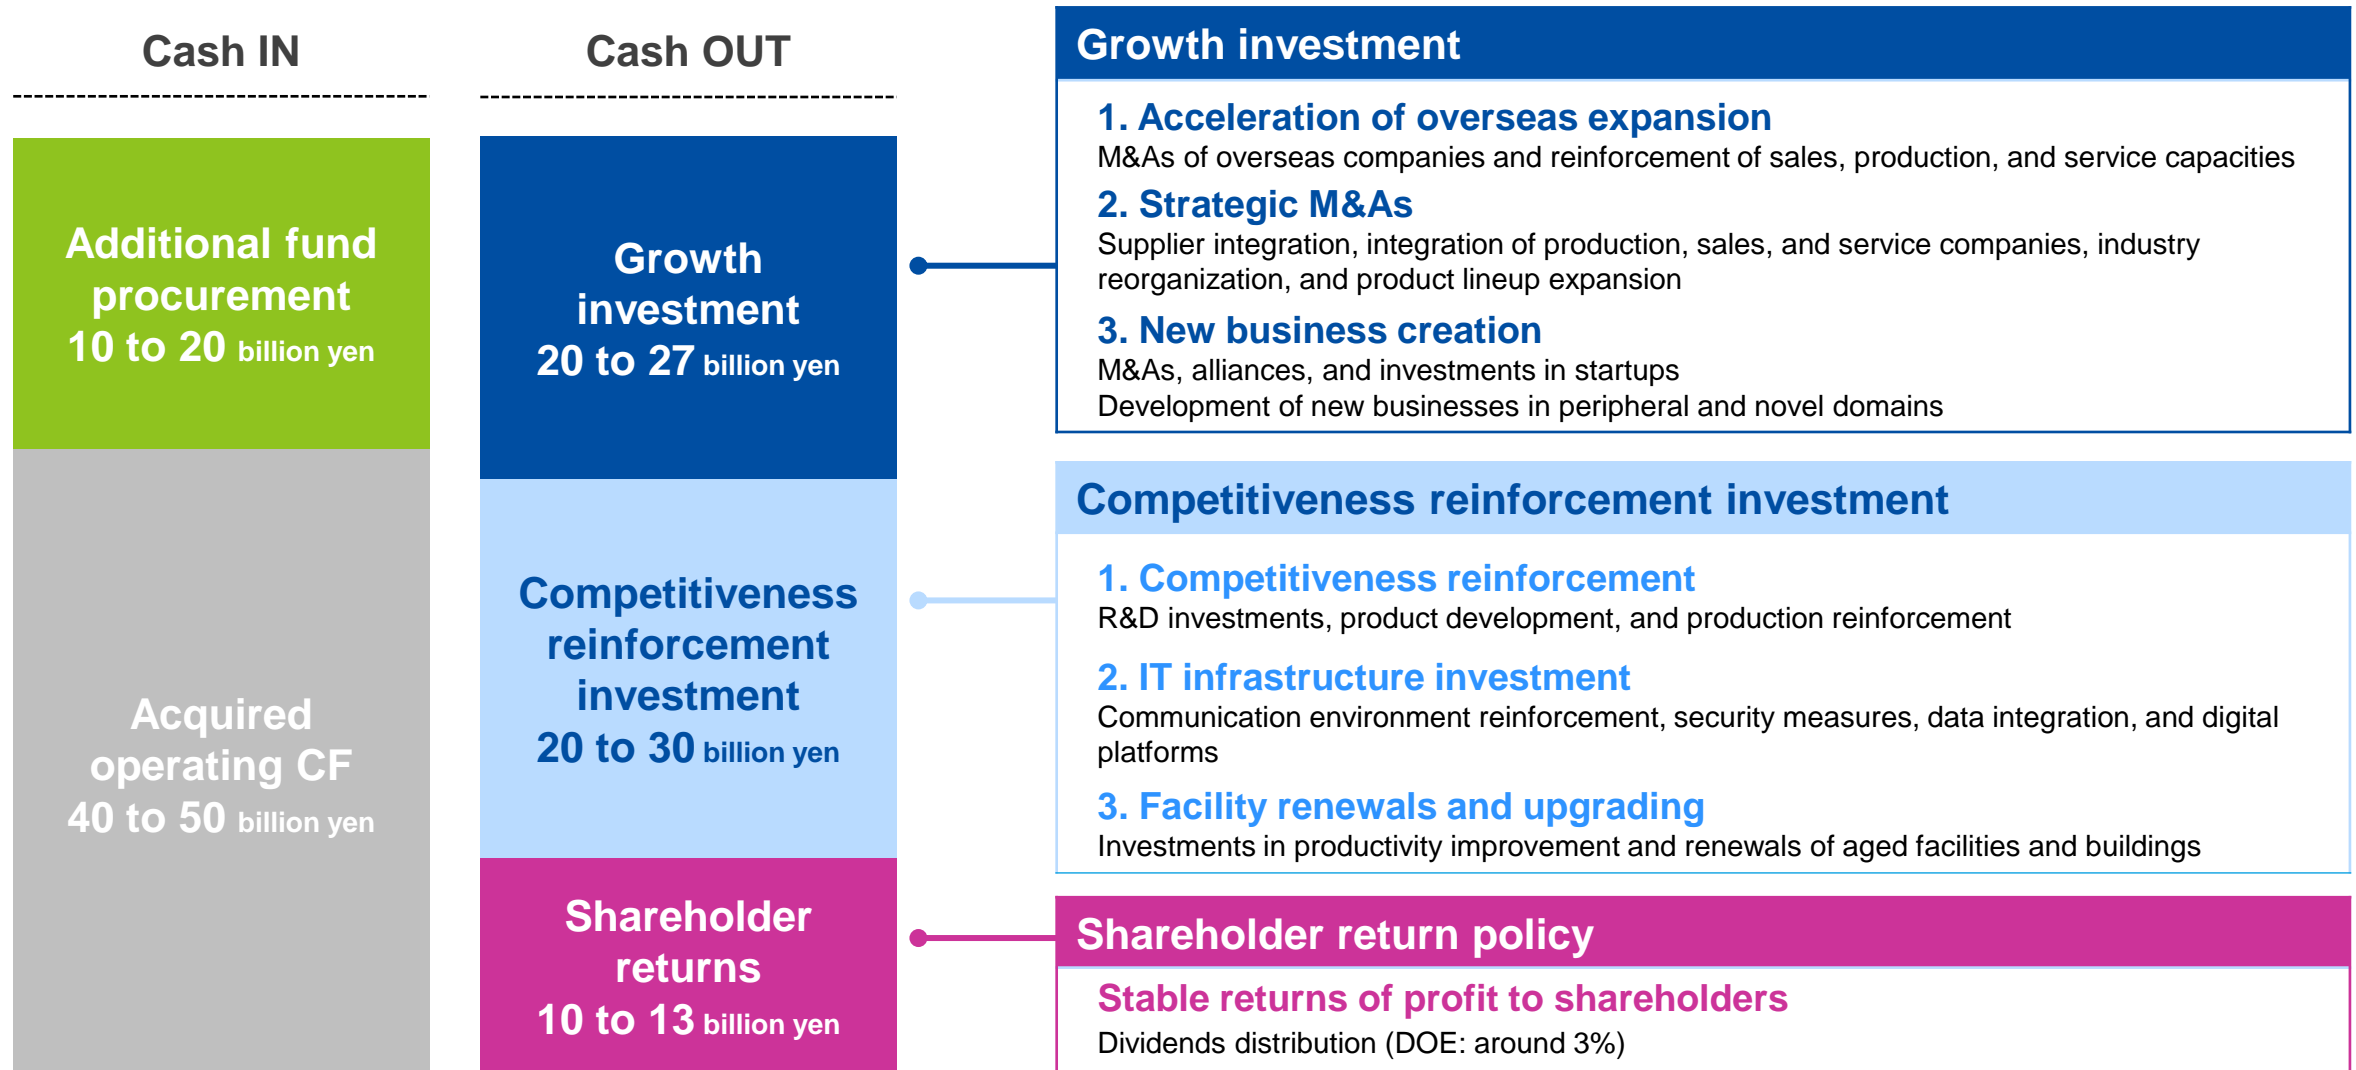 Cash IN
Additional fund
procurement
10 to 20 billion yen
Acquired
operating CF
40 to 50 billion yen
Cash OUT
Growth
investment
20 to 27 billion yen
Competitiveness
reinforcement
investment
20 to 30 billion yen
Shareholder
returns
10 to 13 billion yen
Growth investment
1. Acceleration of overseas expansion
M&As of overseas companies and reinforcement of sales, production, and service capacities
2. Strategic M&As
Supplier integration, integration of production, sales, and service companies, industry
reorganization, and product lineup expansion
3. New business creation
M&As, alliances, and investments in startups
Development of new businesses in peripheral and novel domains
Competitiveness reinforcement investment
1. Competitiveness reinforcement
R&D investments, product development, and production reinforcement
2. IT infrastructure investment
Communication environment reinforcement, security measures, data integration, and digital
platforms
3. Facility renewals and upgrading
Investments in productivity improvement and renewals of aged facilities and buildings
Shareholder return policy
Stable returns of profit to shareholders
Dividends distribution (DOE: around 3%)